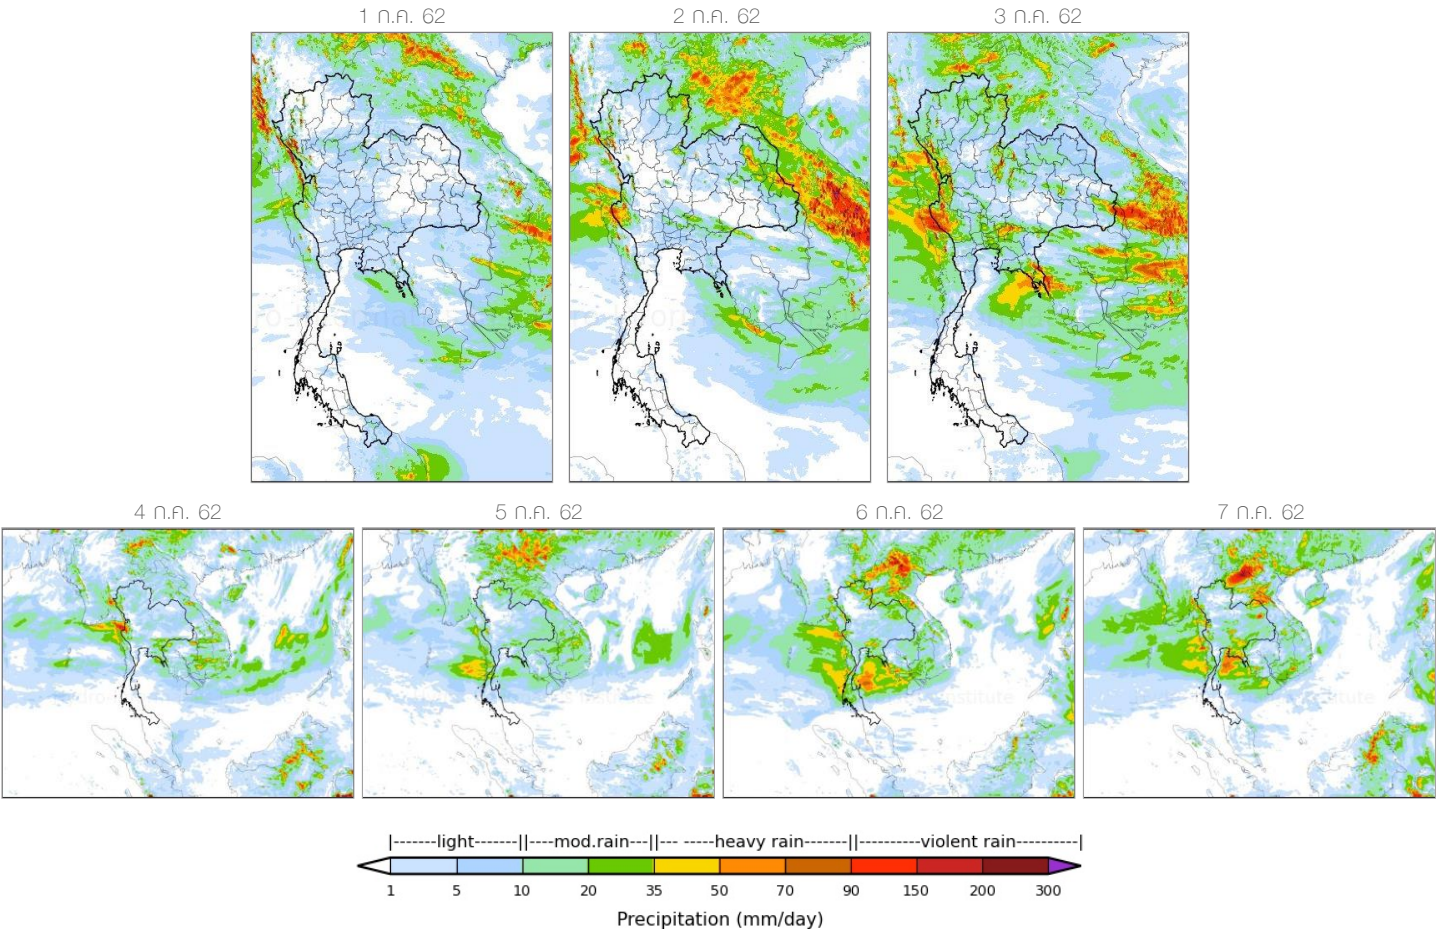 1 ก.ค. 62
2 ก.ค. 62
3 ก.ค. 62
4 ก.ค. 62
5 ก.ค. 62
6 ก.ค. 62
7 ก.ค. 62
|-------light-------||----mod.rain---||--- ----heavy rain-------||----------violent rain----------|
1 5 10 20 35 50 70 90 150 200 300
Precipitation (mm/day)